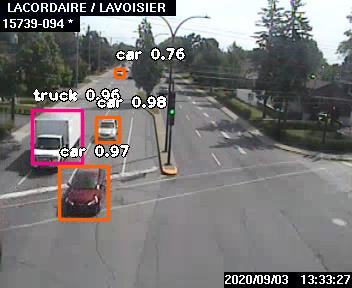 LACORDAIRE / LAVOISIER
15739-094 *
car 0.76
truck 0.96
car 0.98
car 0.97
2020/09/03 13:33:27